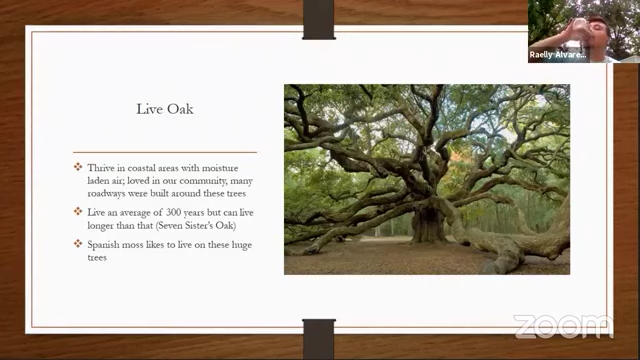 Raelly Alvare...
Live Oak
Thrive in coastal areas with moisture
laden air; loved in our community, many
roadways were built around these trees
Live an average of 300 years but can live
longer than that (Seven Sister's Oak)
Spanish moss likes to live on these huge
trees
zoom